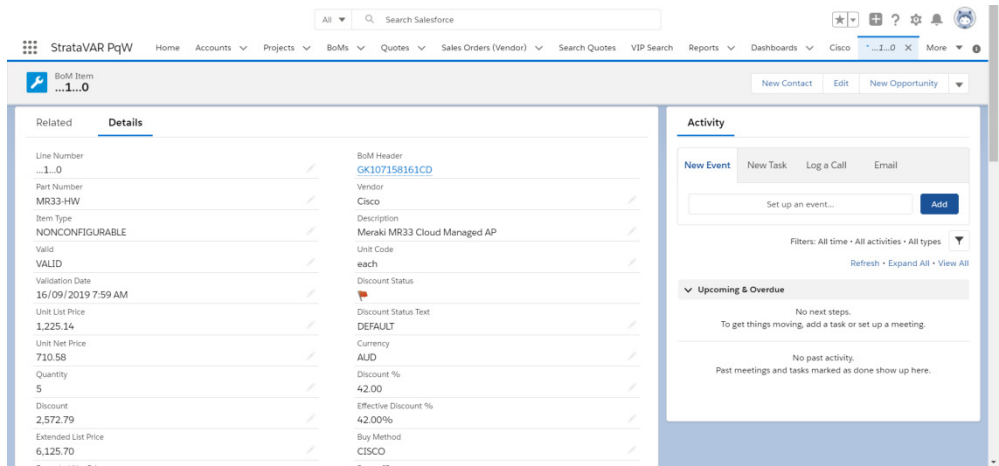 All Search Salesforce
StrataVAR PqW Home Accounts Projects BoMs Quotes Sales Orders (Vendor) Search Quotes VIP Search Reports Dashboards Cisco * ...1...0 More
BoM Item
...1...0
New Contact Edit New Opportunity
Related Details
Line Number
...1...0
BoM Header
GK107158161CD
Part Number
MR33-HW
Vendor
Cisco
Item Type
NONCONFIGURABLE
Description
Meraki MR33 Cloud Managed AP
Valid
VALID
Unit Code
each
Validation Date
16/09/2019 7:59 AM
Discount Status
Unit List Price
1,225.14
Discount Status Text
DEFAULT
Unit Net Price
710.58
Currency
AUD
Quantity
5
Discount %
42.00
Discount
2,572.79
Effective Discount %
42.00%
Extended List Price
6,125.70
Buy Method
CISCO
Activity
New Event New Task Log a Call Email
Set up an event... Add
Filters: All time • All activities • All types
Refresh • Expand All • View All
Upcoming & Overdue
No next steps.
To get things moving, add a task or set up a meeting.
No past activity.
Past meetings and tasks marked as done show up here.